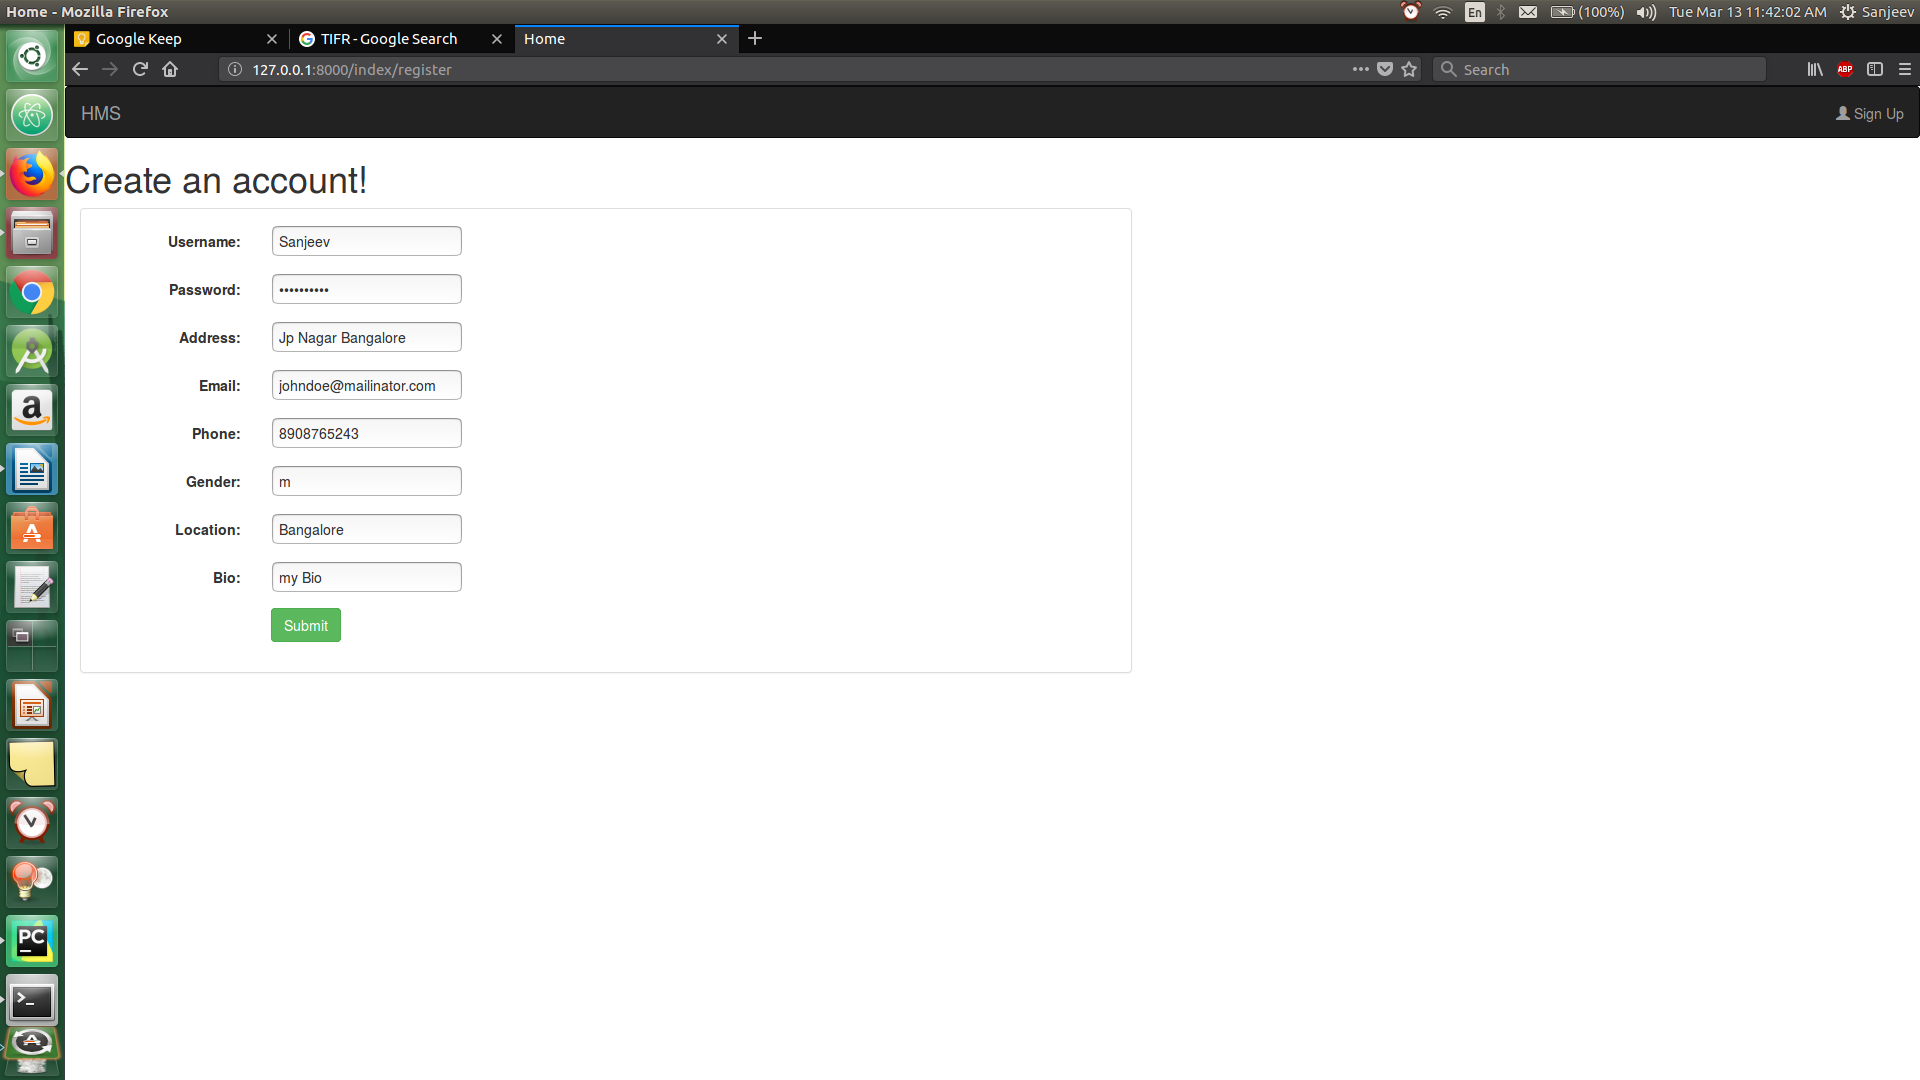 Home - Mozilla Firefox
En
(100%)
Tue Mar 13 11:42:02 AM
Sanjeev
Google Keep
TIFR - Google Search
Home
127.0.0.1:8000/index/register
Search
ABP
HMS
Sign Up
Create an account!
Username: Sanjeev
Password: ••••••••••
Address: Jp Nagar Bangalore
Email: johndoe@mailinator.com
Phone: 8908765243
Gender: m
Location: Bangalore
Bio: my Bio
Submit
a
PC
>_